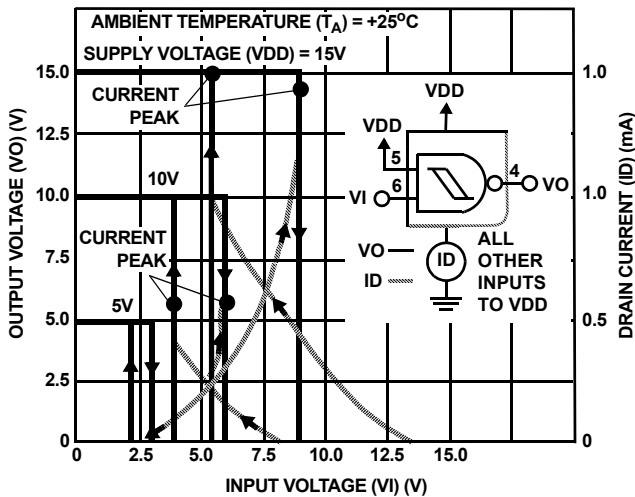 AMBIENT TEMPERATURE (TA) = +25°C
SUPPLY VOLTAGE (VDD) = 15V
15.0
12.5
10.0
7.5
5.0
2.5
0
OUTPUT VOLTAGE (VO) (V)
CURRENT
PEAK
10V
CURRENT
PEAK
5V
VDD
VDD
5
VI
6
4
VO
VO
ID
ID
ALL
OTHER
INPUTS
TO VDD
1.0
1.0
0.5
0
DRAIN CURRENT (ID) (mA)
0
2.5
5.0
7.5
10.0
15.0
INPUT VOLTAGE (VI) (V)